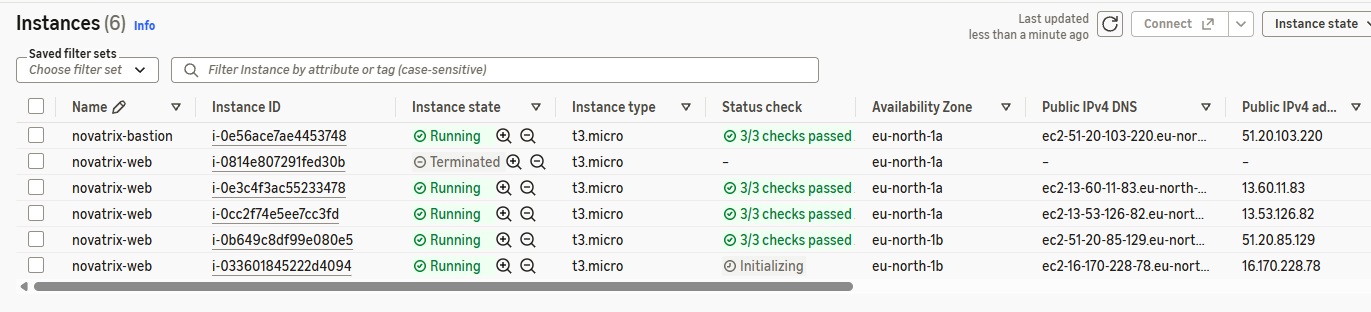 Instances (6) Info
Last updated
less than a minute ago
Connect
Instance state
Saved filter sets
Choose filter set
Filter Instance by attribute or tag (case-sensitive)
Name Instance ID Instance state Instance type Status check Availability Zone Public IPv4 DNS Public IPv4 ad...
novatrix-bastion i-0e56ace7ae4453748 Running t3.micro 3/3 checks passed eu-north-1a ec2-51-20-103-220.eu-nor... 51.20.103.220
novatrix-web i-0814e807291fed30b Terminated t3.micro – eu-north-1a – –
novatrix-web i-0e3c4f3ac55233478 Running t3.micro 3/3 checks passed eu-north-1a ec2-13-60-11-83.eu-north-... 13.60.11.83
novatrix-web i-0cc2f74e5ee7cc3fd Running t3.micro 3/3 checks passed eu-north-1a ec2-13-53-126-82.eu-nort... 13.53.126.82
novatrix-web i-0b649c8df99e080e5 Running t3.micro 3/3 checks passed eu-north-1b ec2-51-20-85-129.eu-nort... 51.20.85.129
novatrix-web i-033601845222d4094 Running t3.micro Initializing eu-north-1b ec2-16-170-228-78.eu-nort... 16.170.228.78